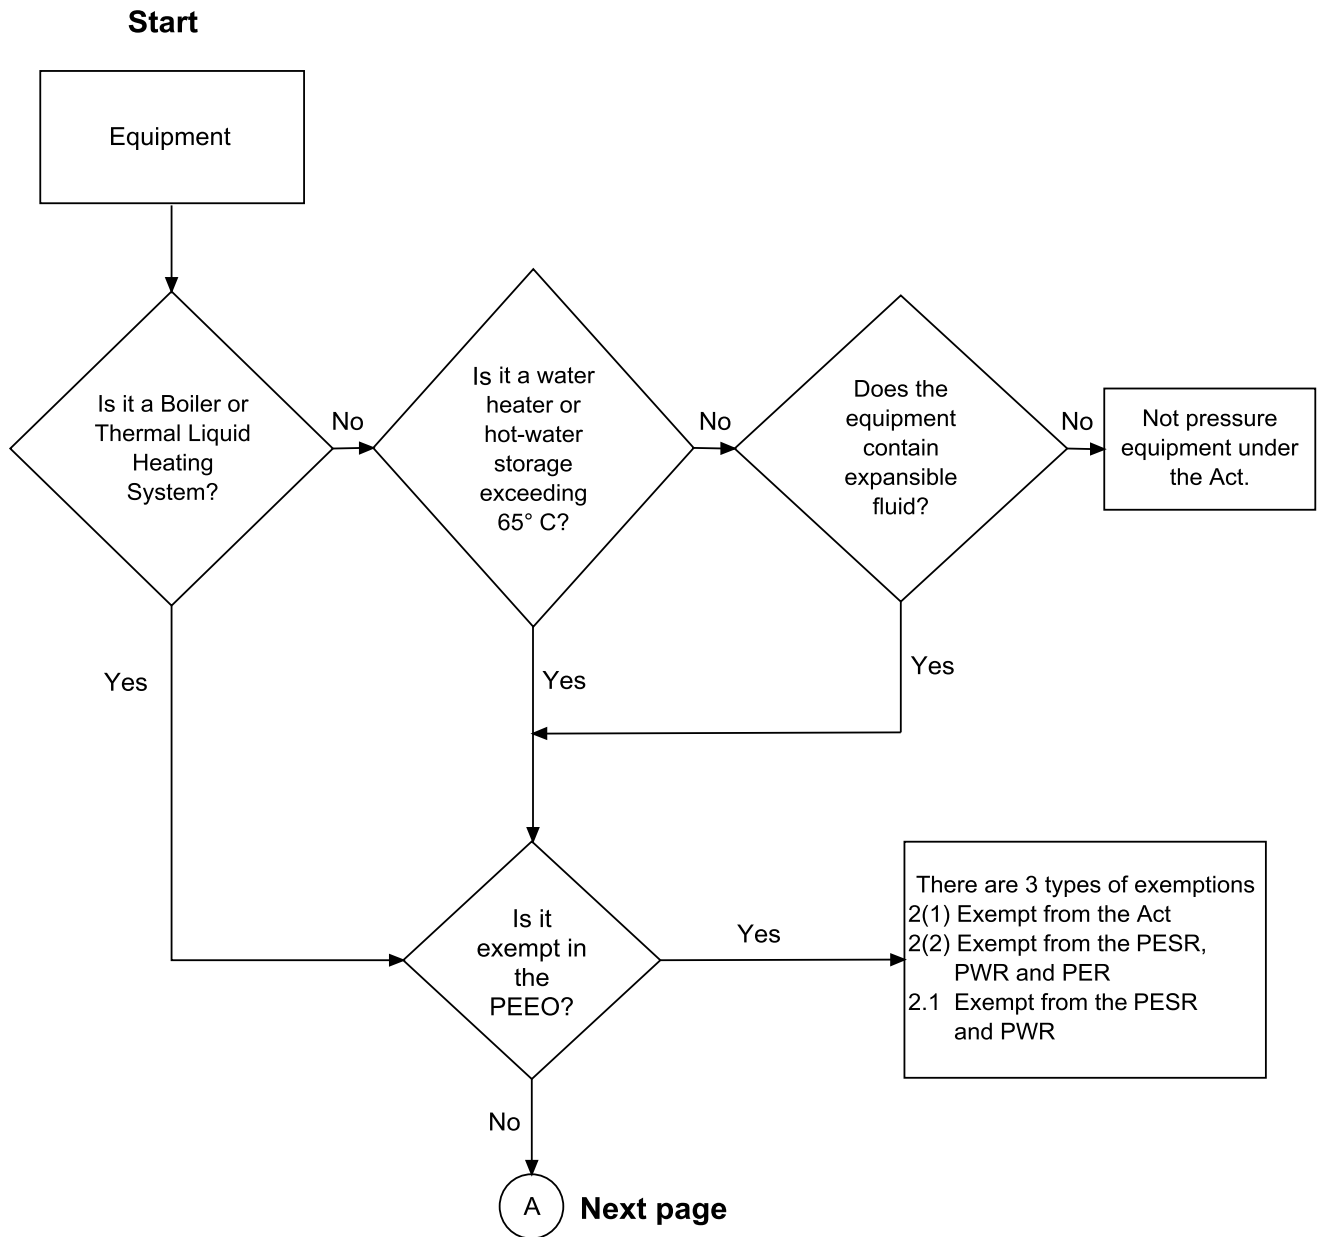 Start
Equipment
Is it a Boiler or
Thermal Liquid
Heating
System?
No
Is it a water
heater or
hot-water
storage
exceeding
65° C?
No
Does the
equipment
contain
expansible
fluid?
No
Not pressure
equipment under
the Act.
Yes
Yes
Yes
Is it
exempt in
the
PEEO?
Yes
There are 3 types of exemptions
2(1) Exempt from the Act
2(2) Exempt from the PESR,
PWR and PER
2.1 Exempt from the PESR
and PWR
No
A
Next page